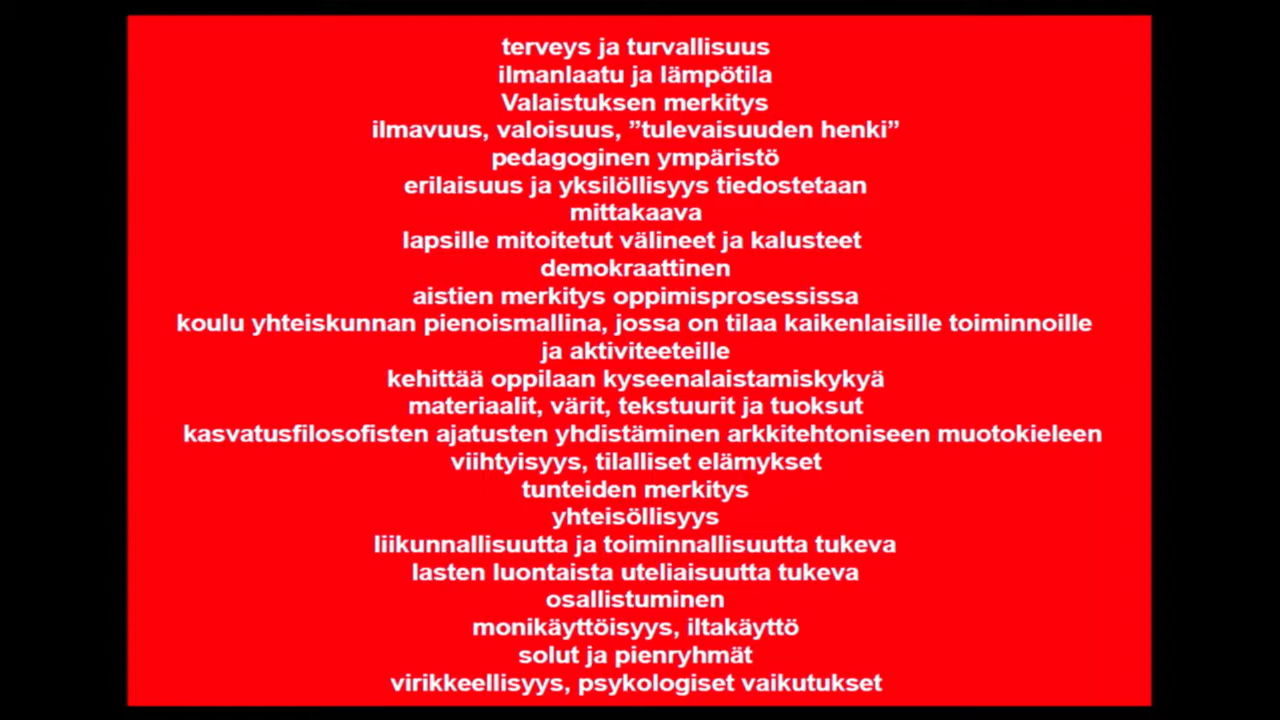 terveys ja turvallisuus
ilmanlaatu ja lämpötila
Valaistuksen merkitys
ilmavuus, valoisuus, ”tulevaisuuden henki”
pedagoginen ympäristö
erilaisuus ja yksilöllisyys tiedostetaan
mittakaava
lapsille mitoitetut välineet ja kalusteet
demokraattinen
aistien merkitys oppimisprosessissa
koulu yhteiskunnan pienoismallina, jossa on tilaa kaikenlaisille toiminnoille
ja aktiviteeteille
kehittää oppilaan kyseenalaistamiskykyä
materiaalit, värit, tekstuurit ja tuoksut
kasvatusfilosofisten ajatusten yhdistäminen arkkitehtoniseen muotokieleen
viihtyisyys, tilalliset elämykset
tunteiden merkitys
yhteisöllisyys
liikunnallisuutta ja toiminnallisuutta tukeva
lasten luontaista uteliaisuutta tukeva
osallistuminen
monikäyttöisyys, iltakäyttö
solut ja pienryhmät
virikkeellisyys, psykologiset vaikutukset